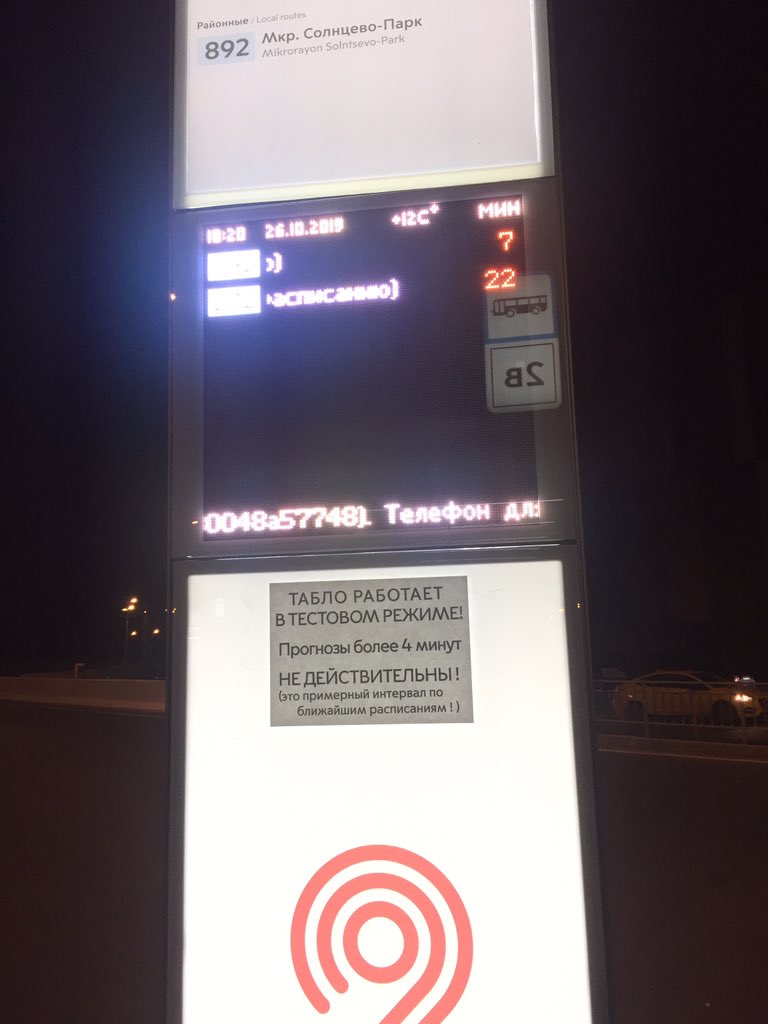 Районные / Local routes
892 Мкр. Солнцево-Парк
Mikrorayon Solntsevo-Park
18:20 26.10.2019 +12C° МИН
7
асписанию) 22
2в
0048a57748). Телефон дл
ТАБЛО РАБОТАЕТ
В ТЕСТОВОМ РЕЖИМЕ!
Прогнозы более 4 минут
НЕ ДЕЙСТВИТЕЛЬНЫ!
(это примерный интервал по
ближайшим расписаниям!)